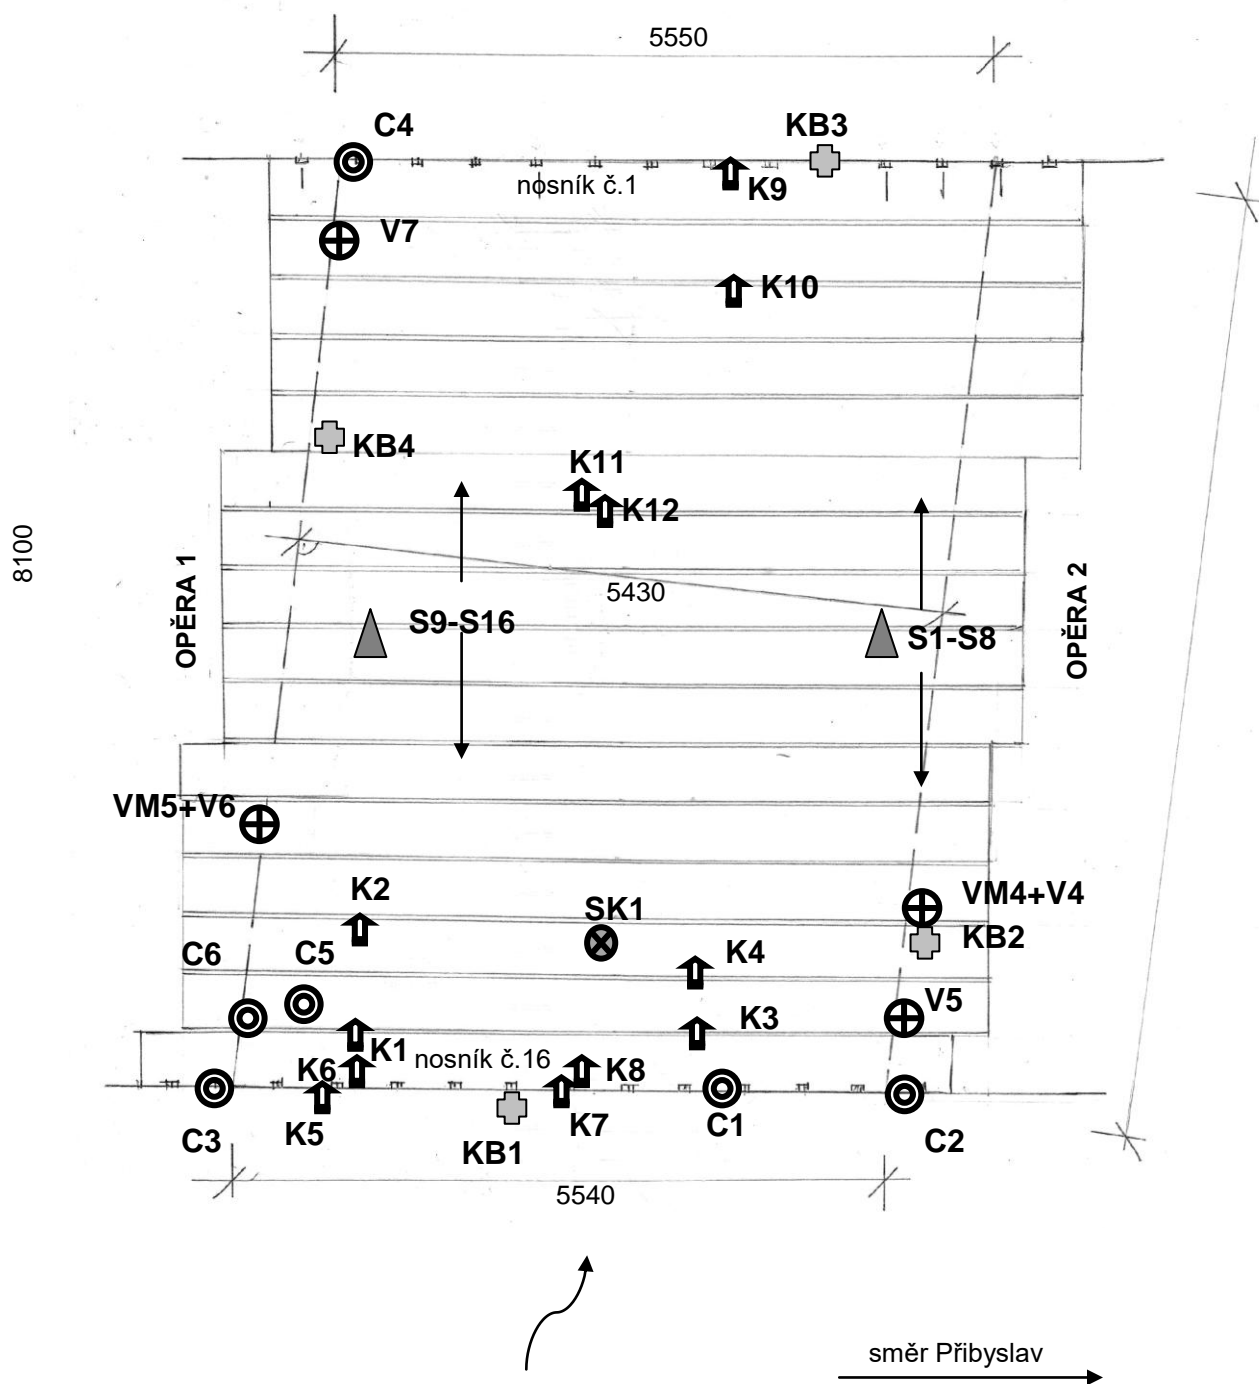 5550
C4
KB3
nosník č.1
K9
V7
K10
KB4
K11
K12
8100
OPĚRA 1
5430
OPĚRA 2
S9-S16
S1-S8
VM5+V6
K2
SK1
VM4+V4
KB2
C6
C5
K4
V5
K3
K1
nosník č.16
K6
K8
K5
K7
C1
C3
KB1
C2
5540
směr Přibyslav